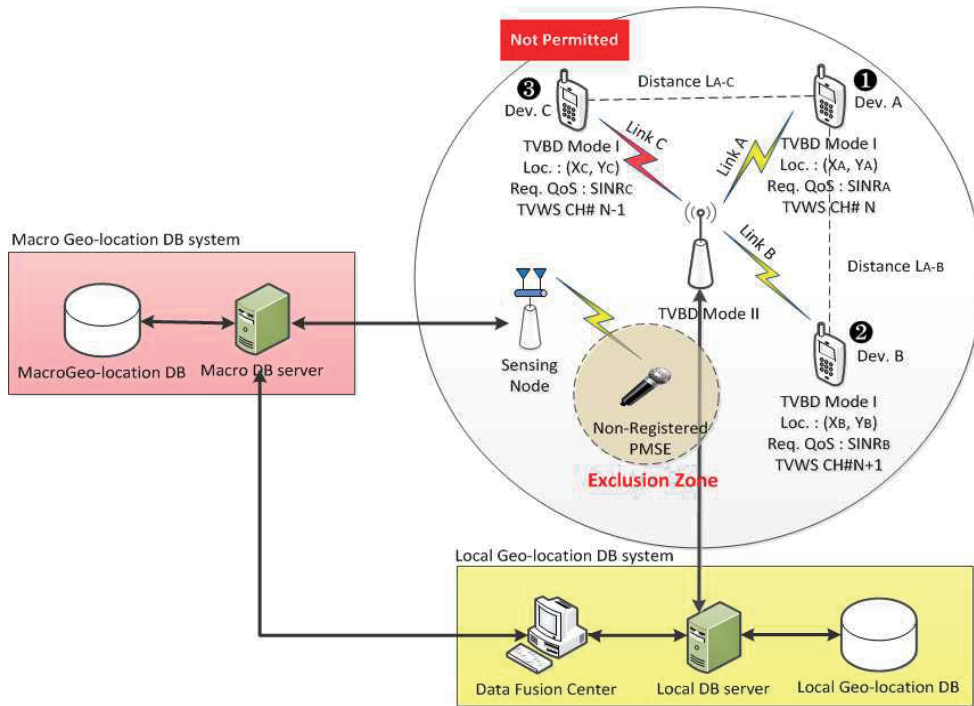 Not Permitted
❸
Dev. C
Distance LA-C
❶
Dev. A
Link C
Link A
TVBD Mode I
Loc. : (XC, YC)
Req. QoS : SINRC
TVWS CH# N-1
TVBD Mode I
Loc. : (XA, YA)
Req. QoS : SINRA
TVWS CH# N
Link B
Distance LA-B
Macro Geo-location DB system
MacroGeo-location DB
Macro DB server
Sensing
Node
TVBD Mode II
❷
Dev. B
TVBD Mode I
Loc. : (XB, YB)
Req. QoS : SINRB
TVWS CH#N+1
Non-Registered
PMSE
Exclusion Zone
Local Geo-location DB system
Data Fusion Center
Local DB server
Local Geo-location DB